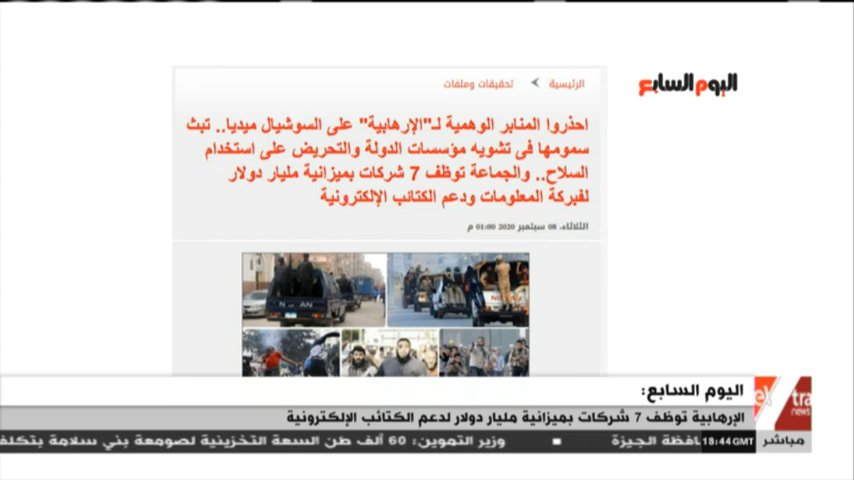 اليوم السابع
الرئيسية
تحقيقات وملفات
احذروا المنابر الوهمية لـ"الإرهابية" على السوشيال ميديا.. تبث
سمومها فى تشويه مؤسسات الدولة والتحريض على استخدام
السلاح.. والجماعة توظف 7 شركات بميزانية مليار دولار
لفبركة المعلومات ودعم الكتائب الإلكترونية
الثلاثاء، 08 سبتمبر 2020 01:00 م
اليوم السابع:
الإرهابية توظف 7 شركات بميزانية مليار دولار لدعم الكتائب الإلكترونية
مباشر
18:44GMT
افظة الجيزة
وزير التموين: 60 ألف طن السعة التخزينية لصومعة بني سلامة بتكلف